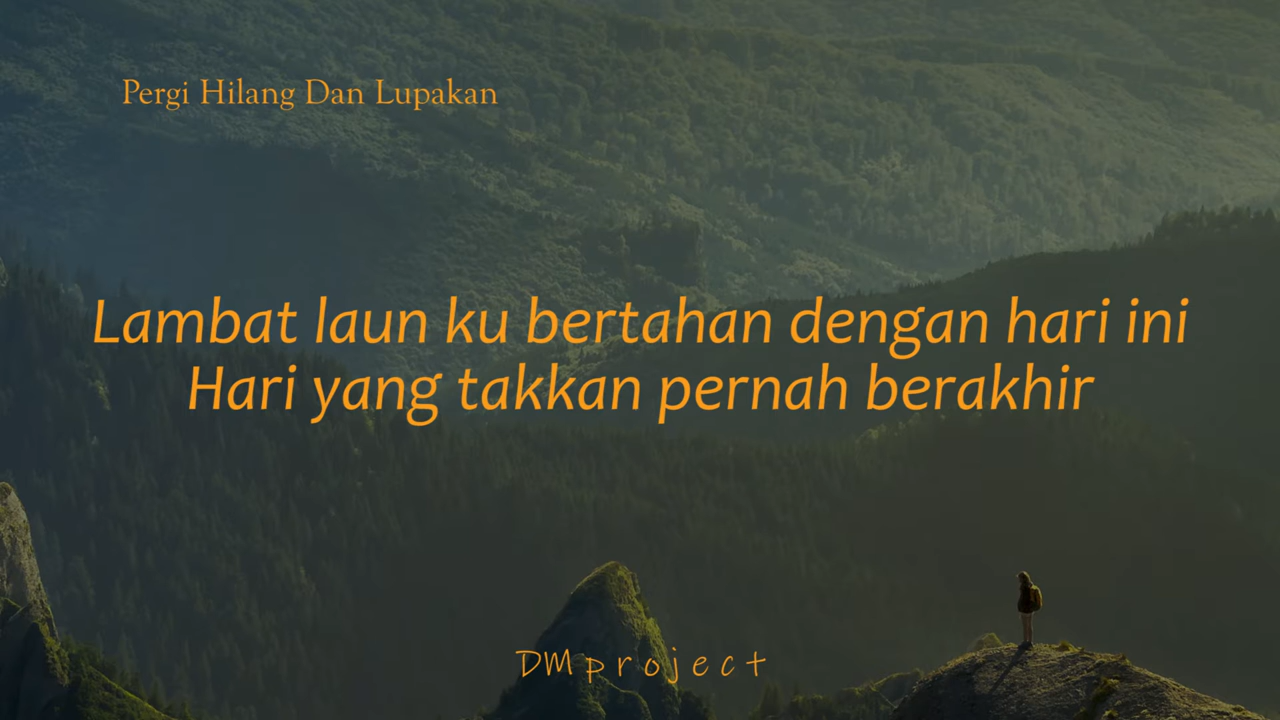 Pergi Hilang Dan Lupakan
Lambat laun ku bertahan dengan hari ini
Hari yang takkan pernah berakhir
DMproject